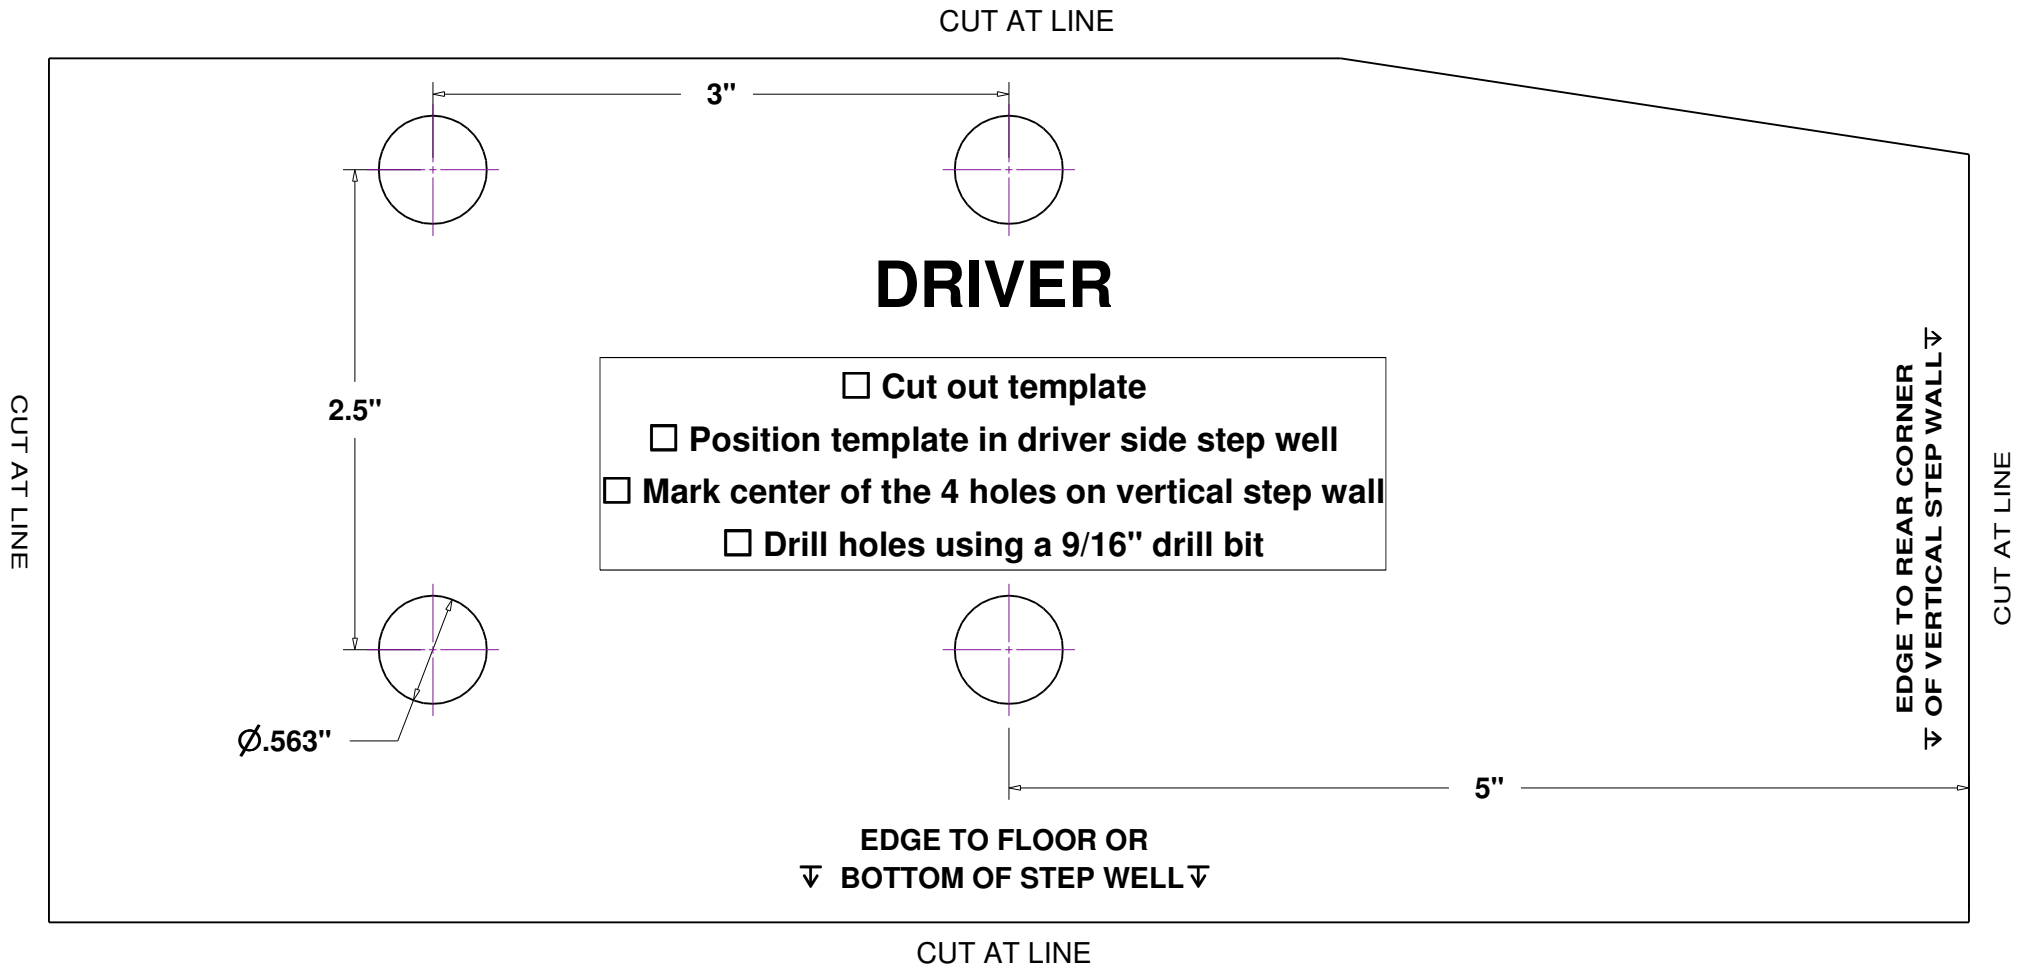 CUT AT LINE
3"
DRIVER
☐ Cut out template
☐ Position template in driver side step well
☐ Mark center of the 4 holes on vertical step wall
☐ Drill holes using a 9/16" drill bit
2.5"
CUT AT LINE
EDGE TO REAR CORNER
↧ OF VERTICAL STEP WALL ↧
CUT AT LINE
Ø.563"
5"
EDGE TO FLOOR OR
↧ BOTTOM OF STEP WELL ↧
CUT AT LINE